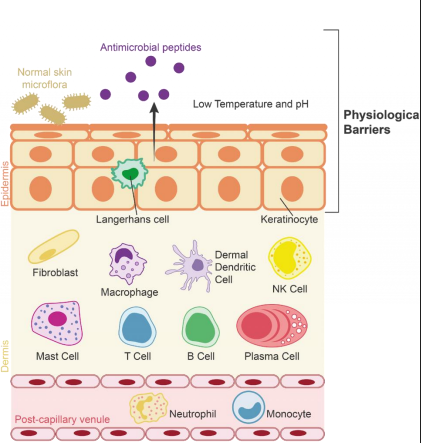 Antimicrobial peptides
Normal skin
microflora
Low Temperature and pH
Physiologica
Barriers
Epidermis
Langerhans cell
Keratinocyte
Fibroblast
Macrophage
Dermal
Dendritic
Cell
NK Cell
Dermis
Mast Cell
T Cell
B Cell
Plasma Cell
Post-capillary venule
Neutrophil
Monocyte